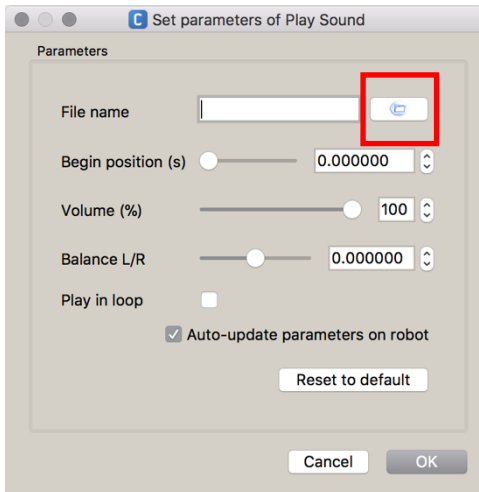 C Set parameters of Play Sound
Parameters
File name
Begin position (s) 0.000000
Volume (%) 100
Balance L/R 0.000000
Play in loop
Auto-update parameters on robot
Reset to default
Cancel OK